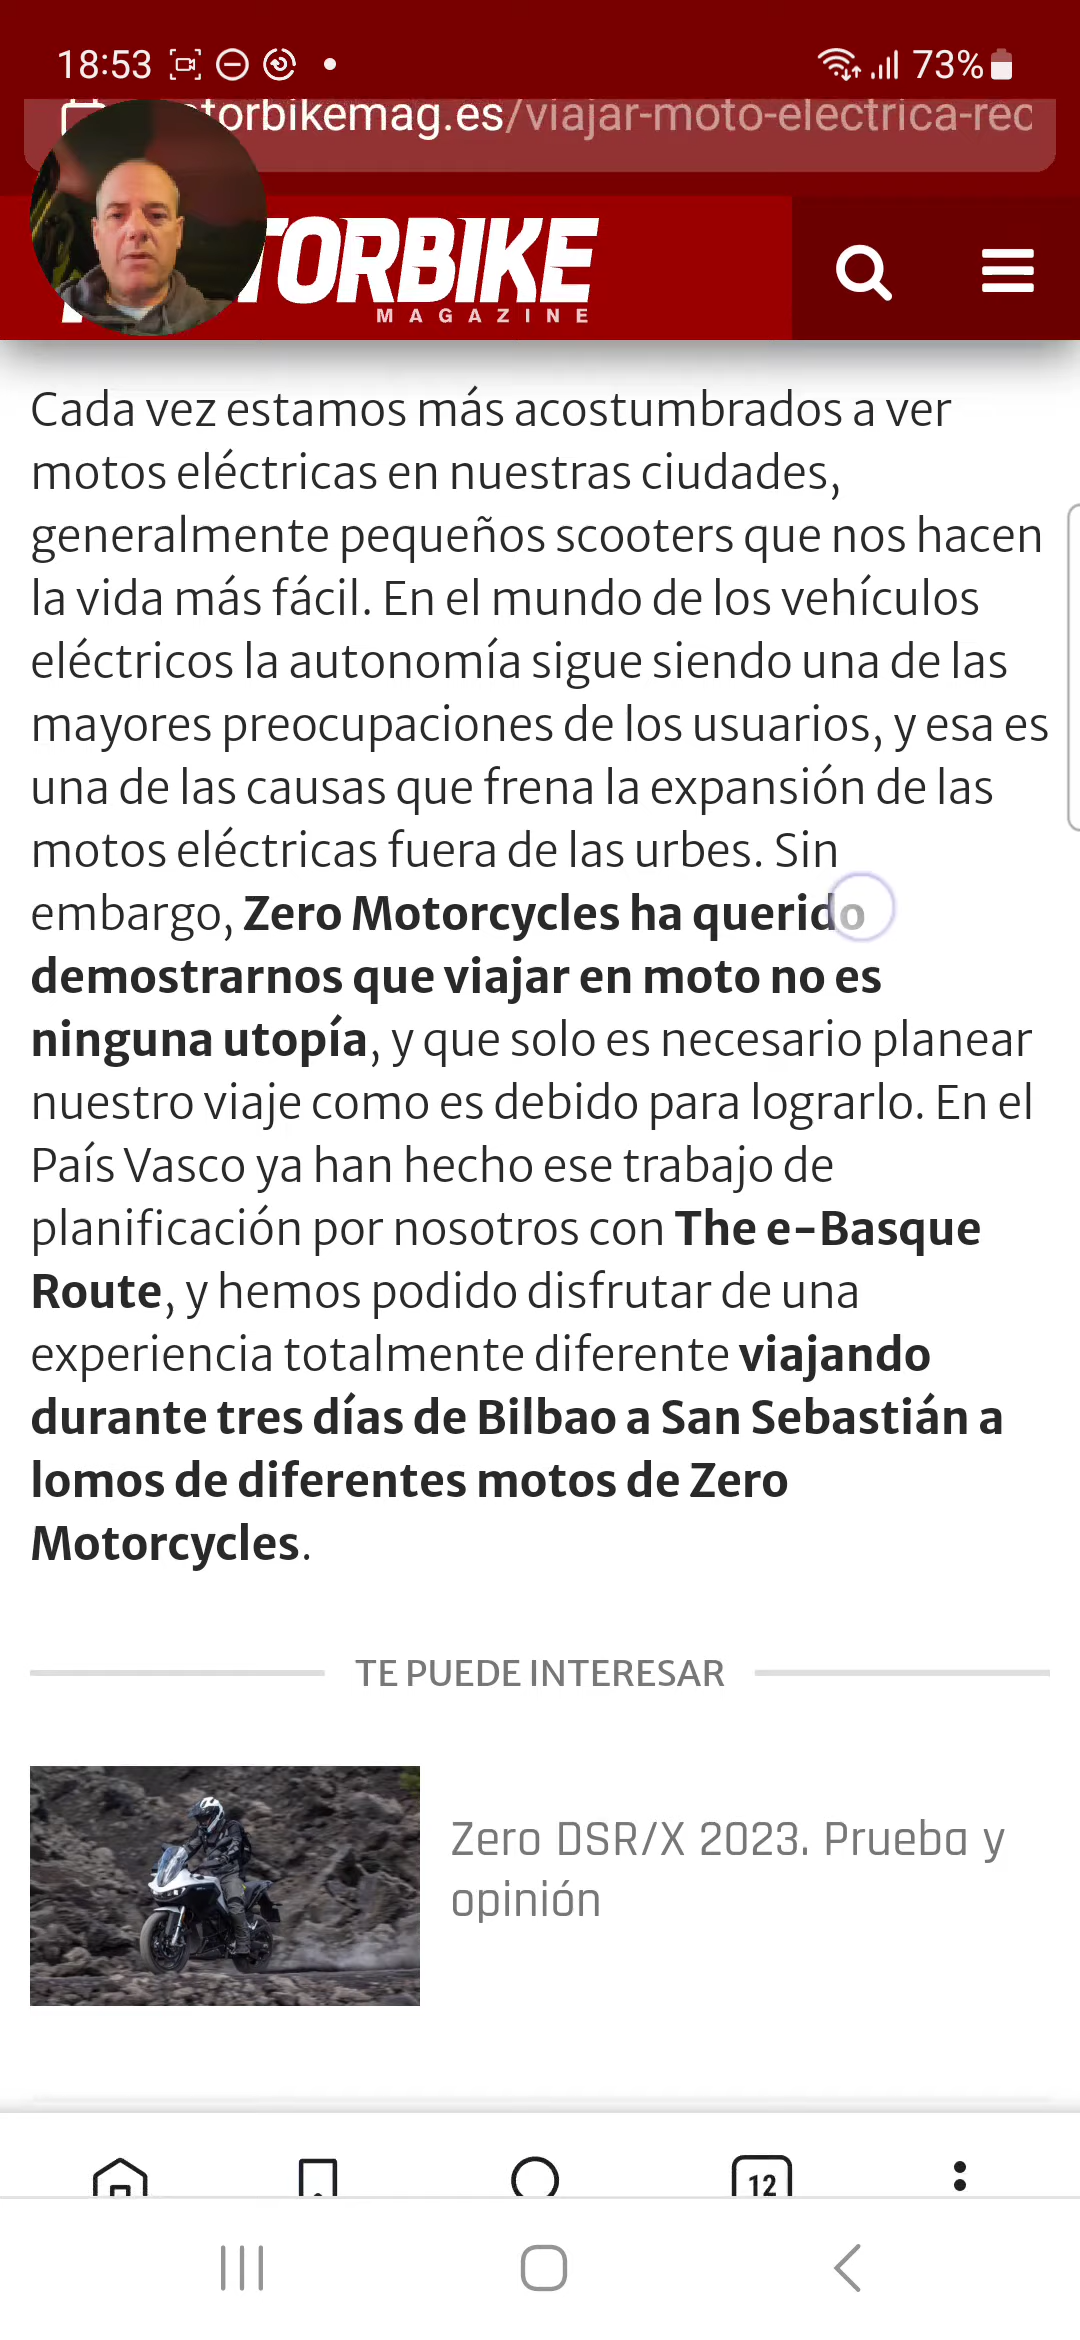 18:53
73%
torbikemag.es/viajar-moto-electrica-rec
TORBIKE
MAGAZINE
Cada vez estamos más acostumbrados a ver
motos eléctricas en nuestras ciudades,
generalmente pequeños scooters que nos hacen
la vida más fácil. En el mundo de los vehículos
eléctricos la autonomía sigue siendo una de las
mayores preocupaciones de los usuarios, y esa es
una de las causas que frena la expansión de las
motos eléctricas fuera de las urbes. Sin
embargo, Zero Motorcycles ha querido
demostrarnos que viajar en moto no es
ninguna utopía, y que solo es necesario planear
nuestro viaje como es debido para lograrlo. En el
País Vasco ya han hecho ese trabajo de
planificación por nosotros con The e-Basque
Route, y hemos podido disfrutar de una
experiencia totalmente diferente viajando
durante tres días de Bilbao a San Sebastián a
lomos de diferentes motos de Zero
Motorcycles.
TE PUEDE INTERESAR
Zero DSR/X 2023. Prueba y
opinión
12